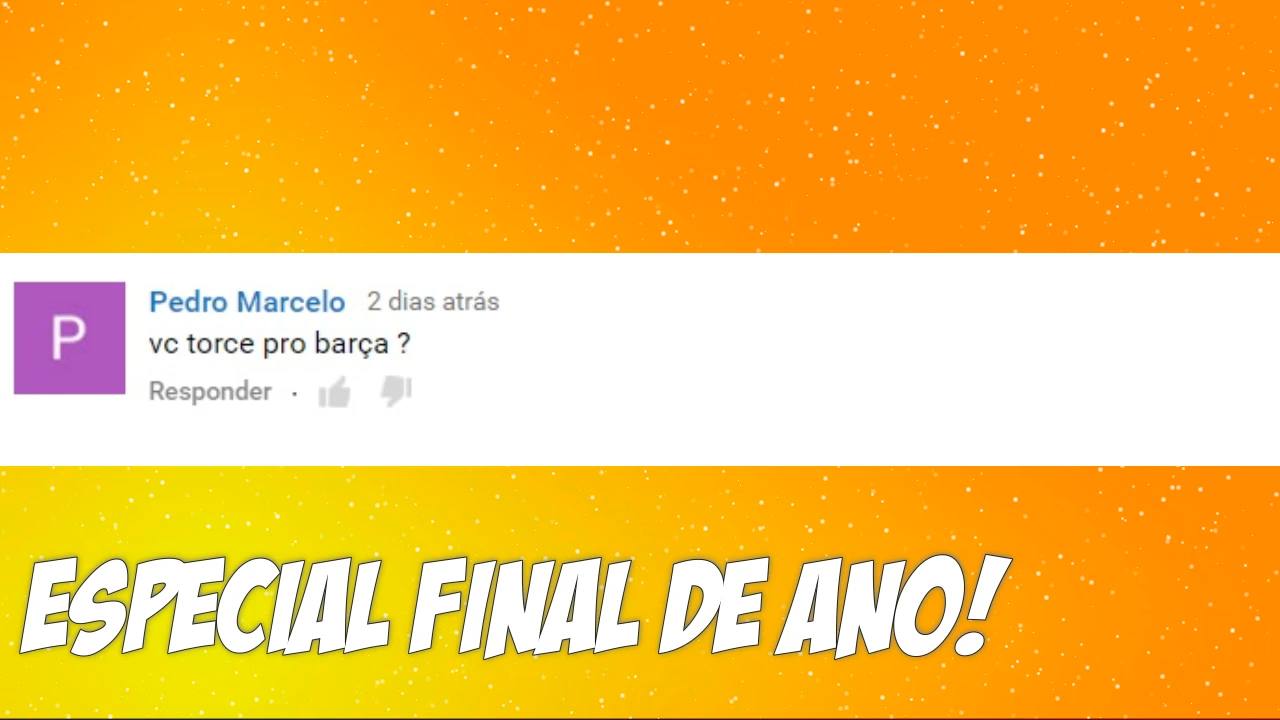 P
Pedro Marcelo 2 dias atrás
vc torce pro barça ?
Responder ·
ESPECIAL FINAL DE ANO!